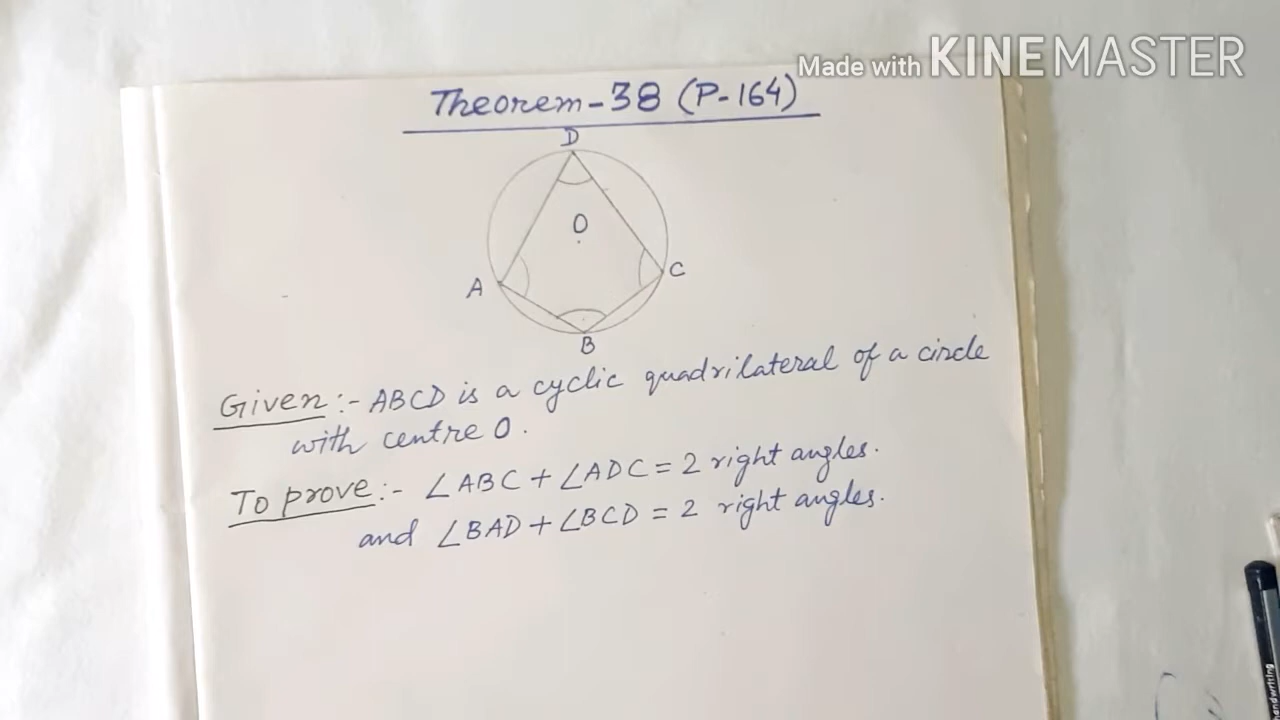 Made with KINEMASTER
Theorem-38 (P-164)
D
O
A
C
B
Given:- ABCD is a cyclic quadrilateral of a circle
with centre O.
To prove:- ∠ABC + ∠ADC = 2 right angles.
and ∠BAD + ∠BCD = 2 right angles.